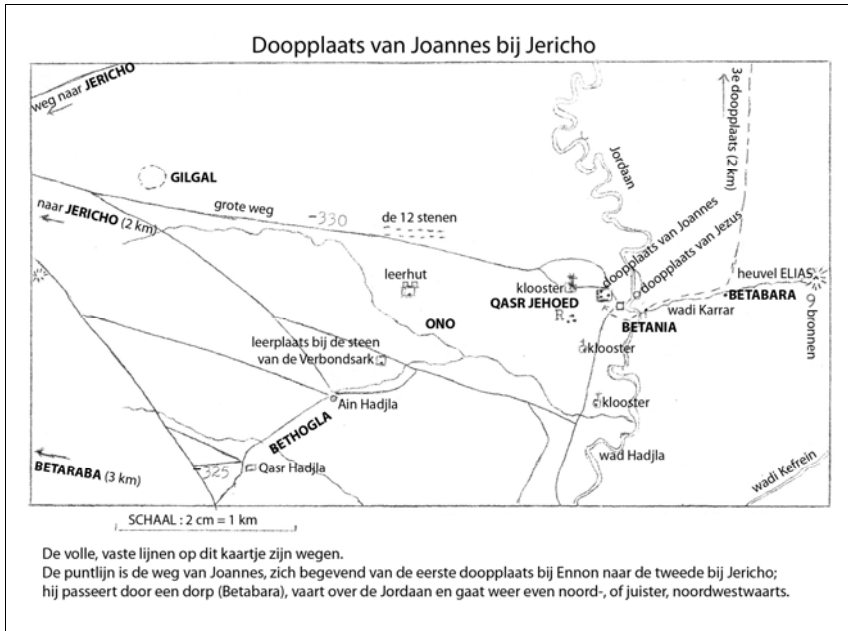 Doopplaats van Joannes bij Jericho
weg naar JERICHO
3e doopplaats (2 km)
Jordaan
GILGAL
grote weg
naar JERICHO (2 km)
-330
de 12 stenen
doopplaats van Joannes
doopplaats van Jezus
leerhut
klooster
QASR JEHOED
R
heuvel ELIAS
BETABARA
wadi Karrar
bronnen
ONO
BETANIA
leerplaats bij de steen
van de Verbondsark
klooster
Ain Hadjla
klooster
BETHOGLA
wad Hadjla
BETARABA (3 km)
-325
Qasr Hadjla
wadi Kefrein
SCHAAL : 2 cm = 1 km
De volle, vaste lijnen op dit kaartje zijn wegen.
De puntlijn is de weg van Joannes, zich begevend van de eerste doopplaats bij Ennon naar de tweede bij Jericho;
hij passeert door een dorp (Betabara), vaart over de Jordaan en gaat weer even noord-, of juister, noordwestwaarts.